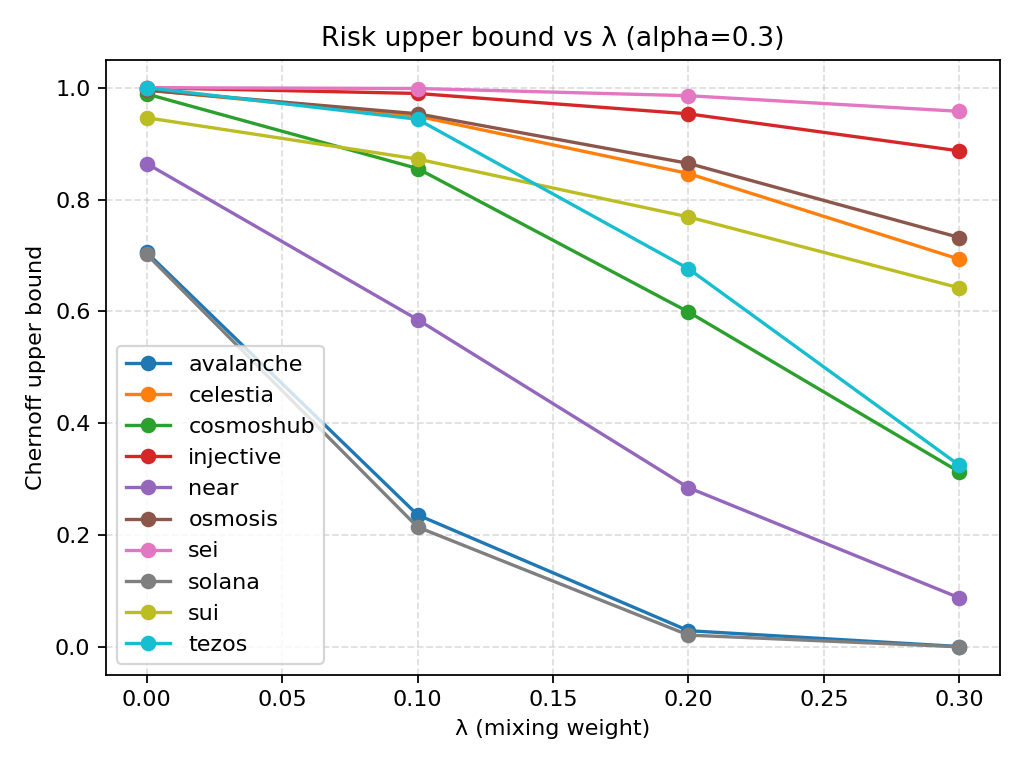 Risk upper bound vs λ (alpha=0.3)
Chernoff upper bound
1.0
0.8
0.6
0.4
0.2
0.0
avalanche
celestia
cosmoshub
injective
near
osmosis
sei
solana
sui
tezos
0.00 0.05 0.10 0.15 0.20 0.25 0.30
λ (mixing weight)